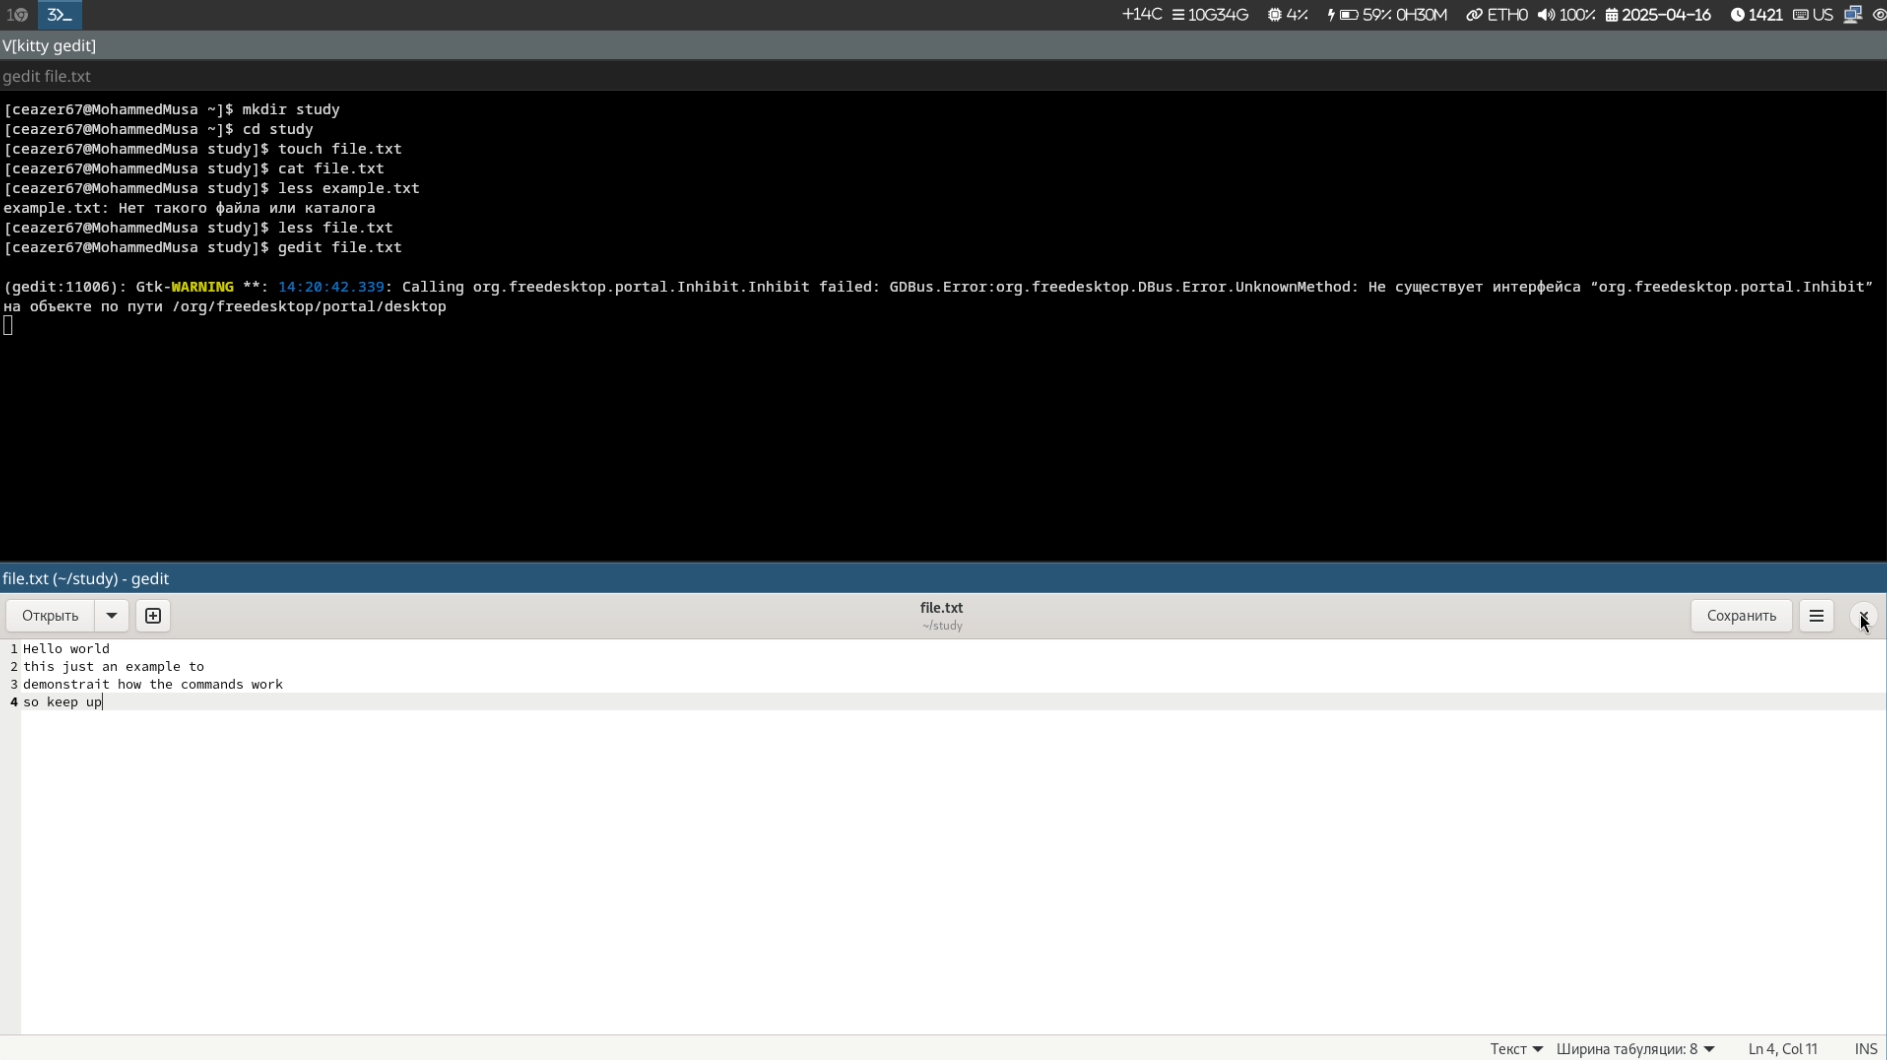 1
3 +14C 10G34G 4% 59% 0H30M ETH0 100% 2025-04-16 1421 US
V[kitty gedit]
gedit file.txt
[ceazer67@MohammedMusa ~]$ mkdir study
[ceazer67@MohammedMusa ~]$ cd study
[ceazer67@MohammedMusa study]$ touch file.txt
[ceazer67@MohammedMusa study]$ cat file.txt
[ceazer67@MohammedMusa study]$ less example.txt
example.txt: Нет такого файла или каталога
[ceazer67@MohammedMusa study]$ less file.txt
[ceazer67@MohammedMusa study]$ gedit file.txt
(gedit:11006): Gtk-WARNING **: 14:20:42.339: Calling org.freedesktop.portal.Inhibit.Inhibit failed: GDBus.Error:org.freedesktop.DBus.Error.UnknownMethod: Не существует интерфейса “org.freedesktop.portal.Inhibit”
на объекте по пути /org/freedesktop/portal/desktop
file.txt (~/study) - gedit
Открыть
file.txt
~/study
Сохранить
1 Hello world
2 this just an example to
3 demonstrait how the commands work
4 so keep up
Текст Ширина табуляции: 8 Ln 4, Col 11 INS